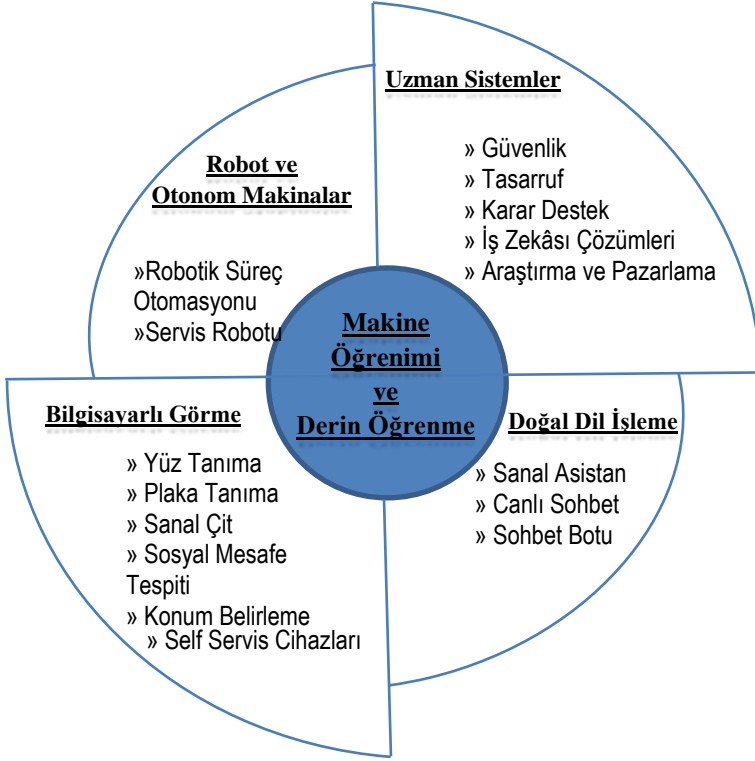 Uzman Sistemler
» Güvenlik
» Tasarruf
» Karar Destek
» İş Zekâsı Çözümleri
» Araştırma ve Pazarlama
Robot ve
Otonom Makinalar
»Robotik Süreç
Otomasyonu
»Servis Robotu
Makine
Öğrenimi
ve
Derin Öğrenme
Bilgisayarlı Görme
» Yüz Tanıma
» Plaka Tanıma
» Sanal Çit
» Sosyal Mesafe
Tespiti
» Konum Belirleme
» Self Servis Cihazları
Doğal Dil İşleme
» Sanal Asistan
» Canlı Sohbet
» Sohbet Botu